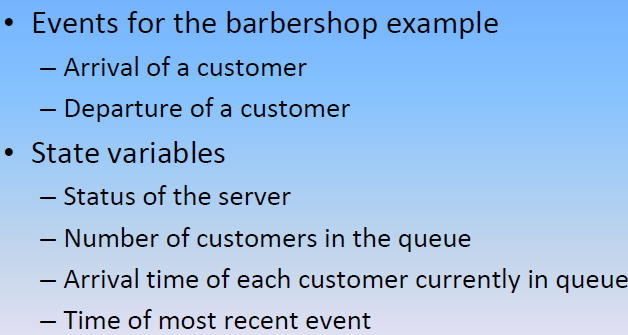 • Events for the barbershop example
– Arrival of a customer
– Departure of a customer
• State variables
– Status of the server
– Number of customers in the queue
– Arrival time of each customer currently in queue
– Time of most recent event